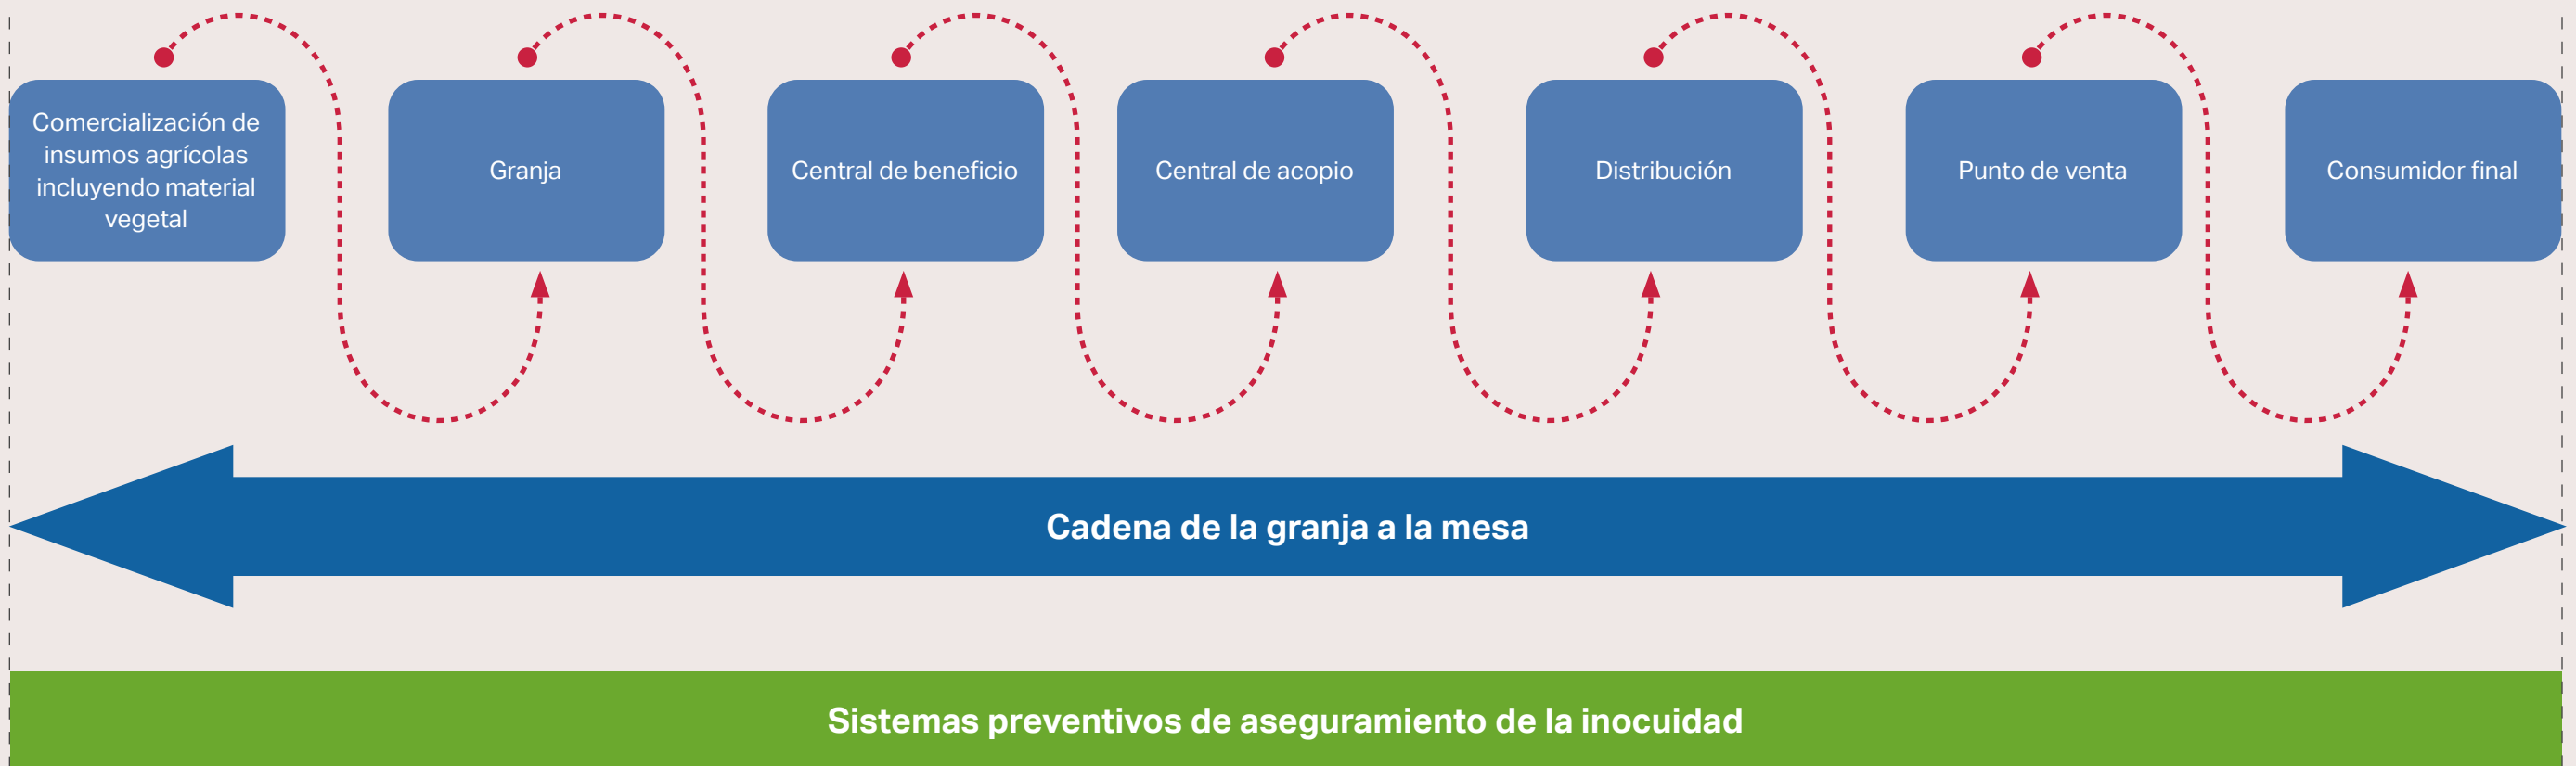 Comercialización de
insumos agrícolas
incluyendo material
vegetal
Granja
Central de beneficio
Central de acopio
Distribución
Punto de venta
Consumidor final
Cadena de la granja a la mesa
Sistemas preventivos de aseguramiento de la inocuidad